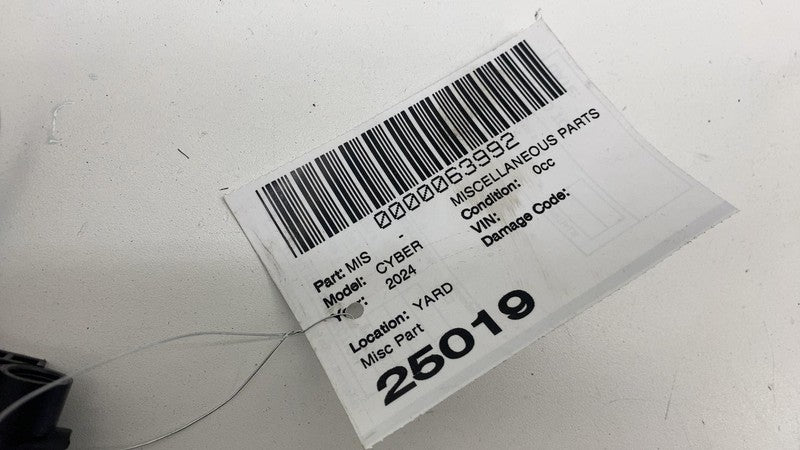 0000063992
Part: MIS - MISCELLANEOUS PARTS
Model: CYBER Condition: 0cc
2024 VIN:
Damage Code:
Location: YARD
Misc Part
25019